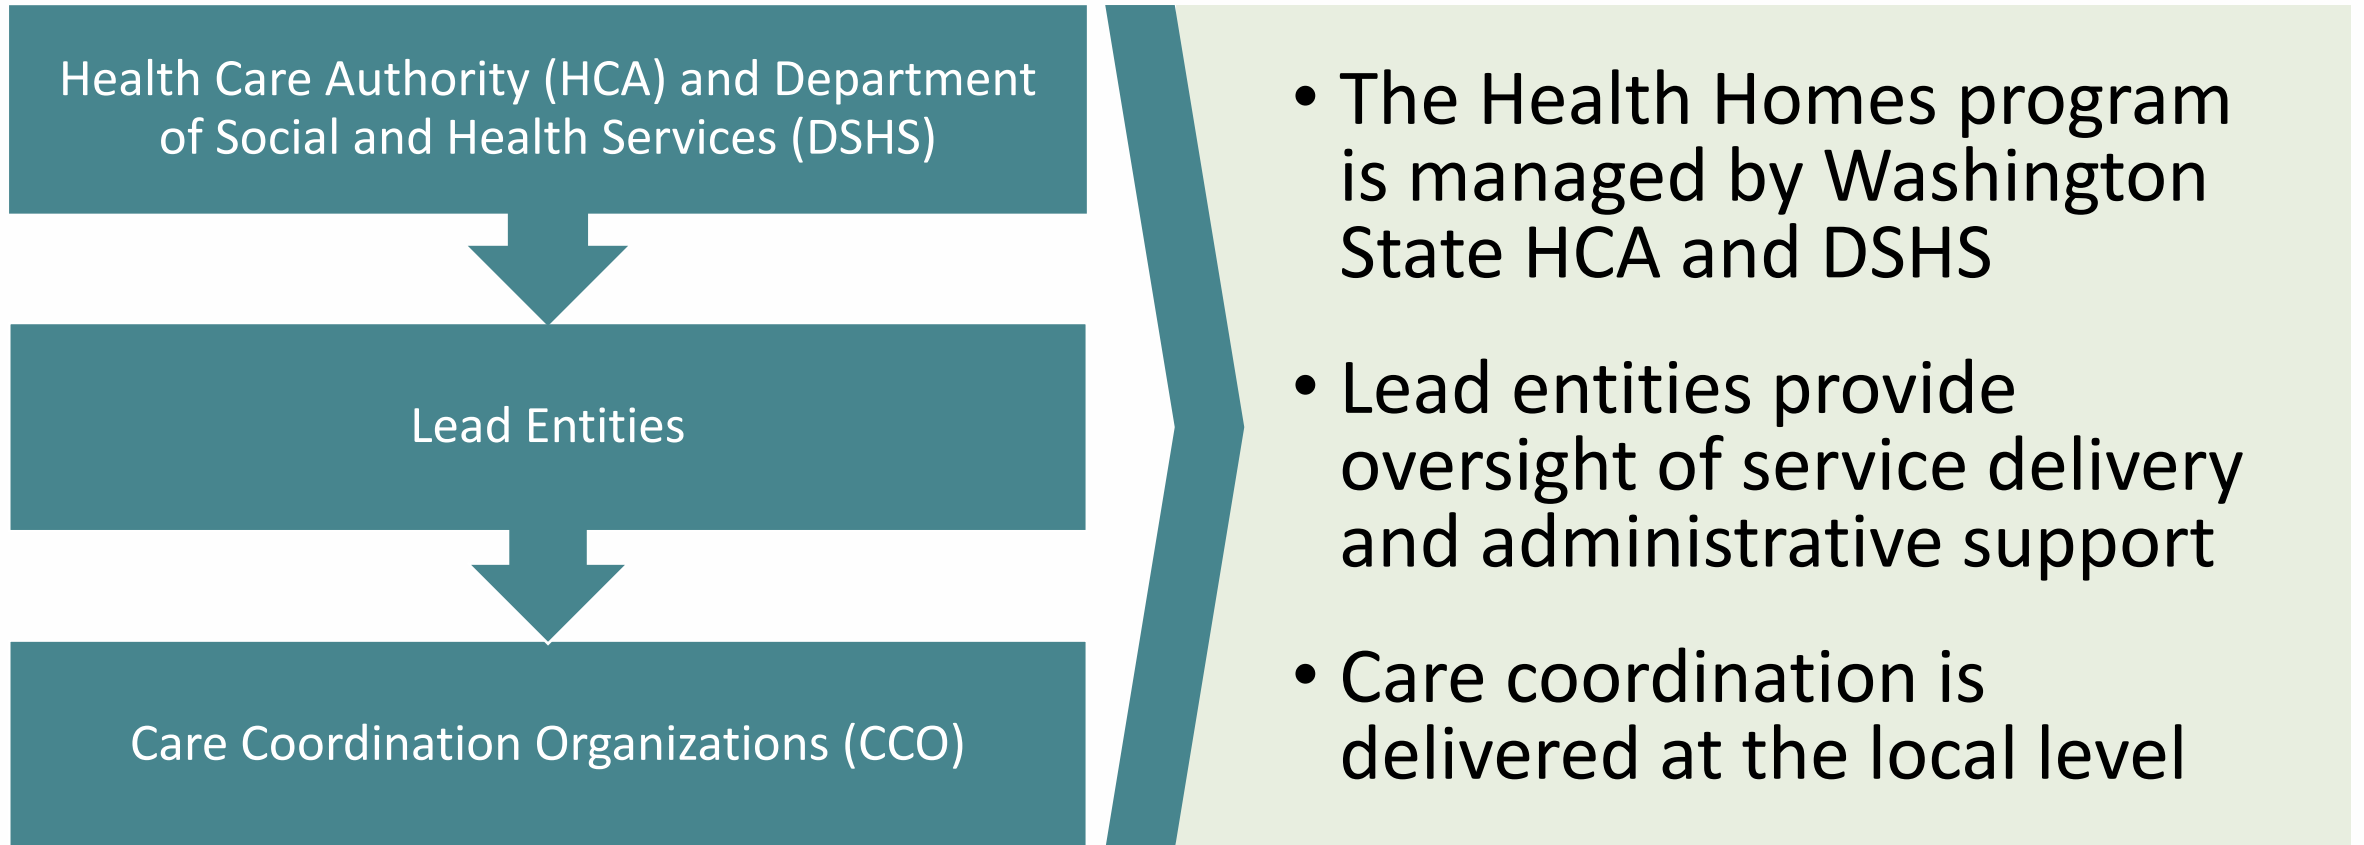 Health Care Authority (HCA) and Department
of Social and Health Services (DSHS)
Lead Entities
Care Coordination Organizations (CCO)
• The Health Homes program
is managed by Washington
State HCA and DSHS
• Lead entities provide
oversight of service delivery
and administrative support
• Care coordination is
delivered at the local level